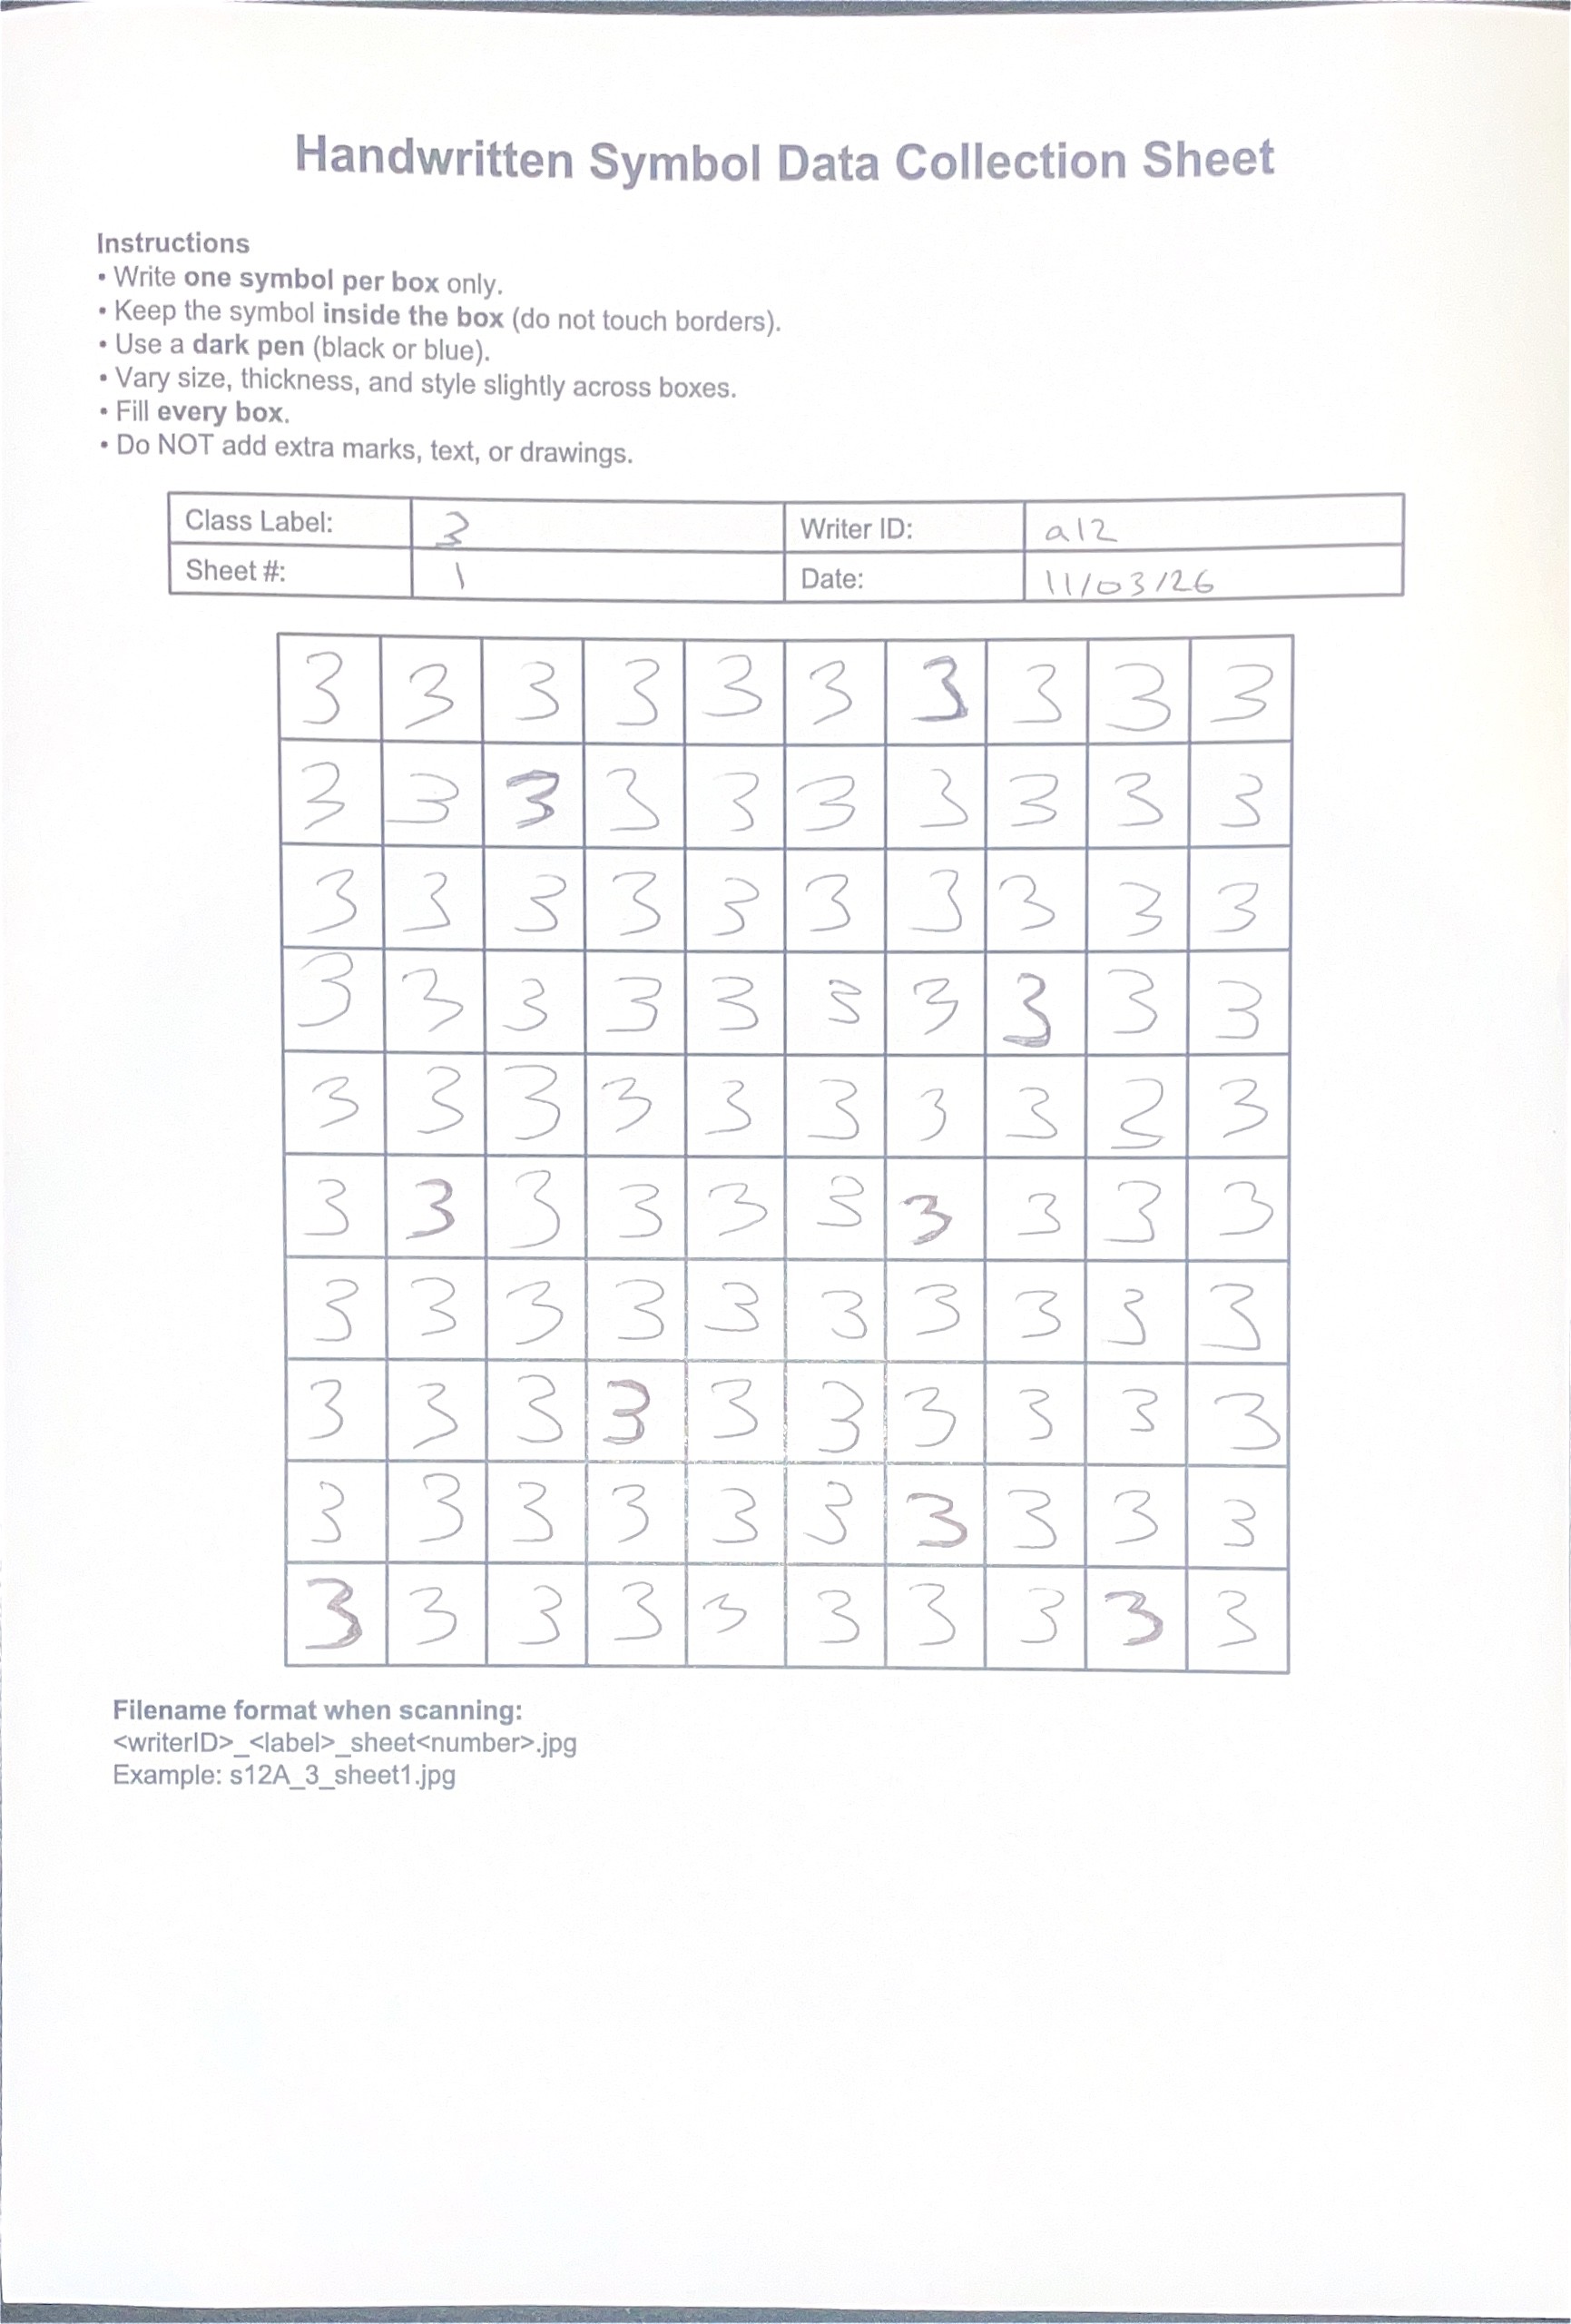 Handwritten Symbol Data Collection Sheet
Instructions
• Write one symbol per box only.
• Keep the symbol inside the box (do not touch borders).
• Use a dark pen (black or blue).
• Vary size, thickness, and style slightly across boxes.
• Fill every box.
• Do NOT add extra marks, text, or drawings.
Class Label: 3 Writer ID: a12
Sheet #: 1 Date: 11/03/26
3 3 3 3 3 3 3 3 3 3
3 3 3 3 3 3 3 3 3 3
3 3 3 3 3 3 3 3 3 3
3 3 3 3 3 3 3 3 3 3
3 3 3 3 3 3 3 3 3 3
3 3 3 3 3 3 3 3 3 3
3 3 3 3 3 3 3 3 3 3
3 3 3 3 3 3 3 3 3 3
3 3 3 3 3 3 3 3 3 3
3 3 3 3 3 3 3 3 3 3
Filename format when scanning:
<writerID>_<label>_sheet<number>.jpg
Example: s12A_3_sheet1.jpg